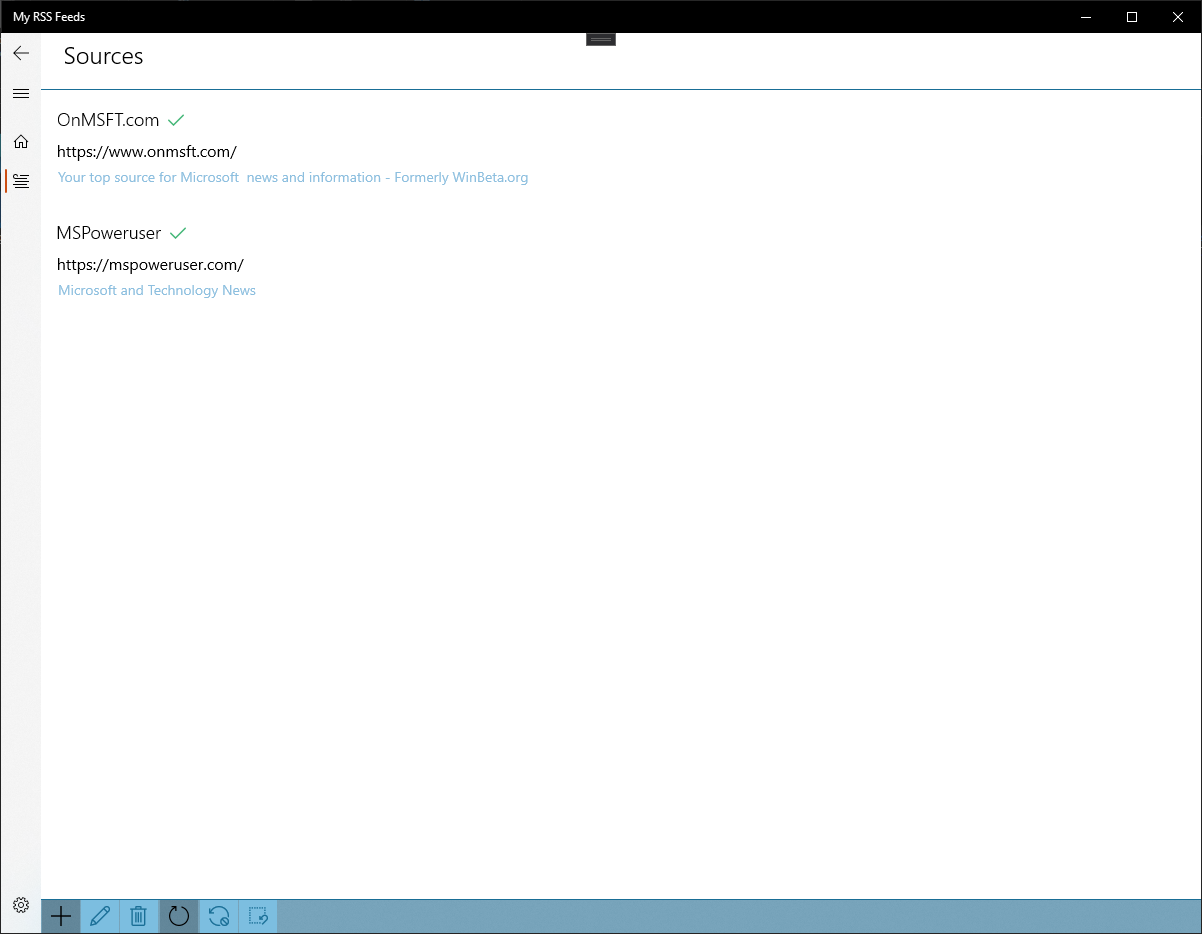 My RSS Feeds
Sources
OnMSFT.com
https://www.onmsft.com/
Your top source for Microsoft  news and information - Formerly WinBeta.org
MSPoweruser
https://mspoweruser.com/
Microsoft and Technology News